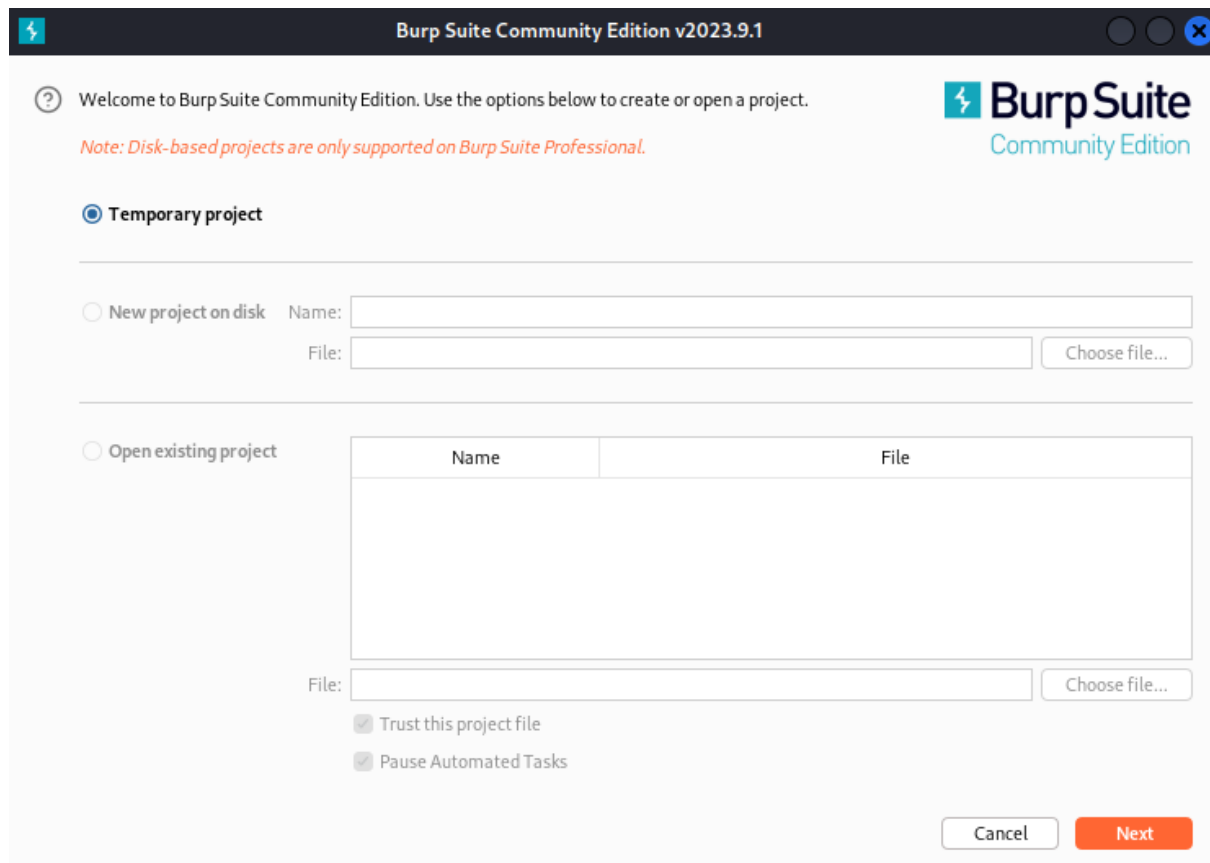 Burp Suite Community Edition v2023.9.1
Welcome to Burp Suite Community Edition. Use the options below to create or open a project.
Burp Suite
Community Edition
Note: Disk-based projects are only supported on Burp Suite Professional.
Temporary project
New project on disk Name:
File: Choose file...
Open existing project Name File
File: Choose file...
Trust this project file
Pause Automated Tasks
Cancel Next